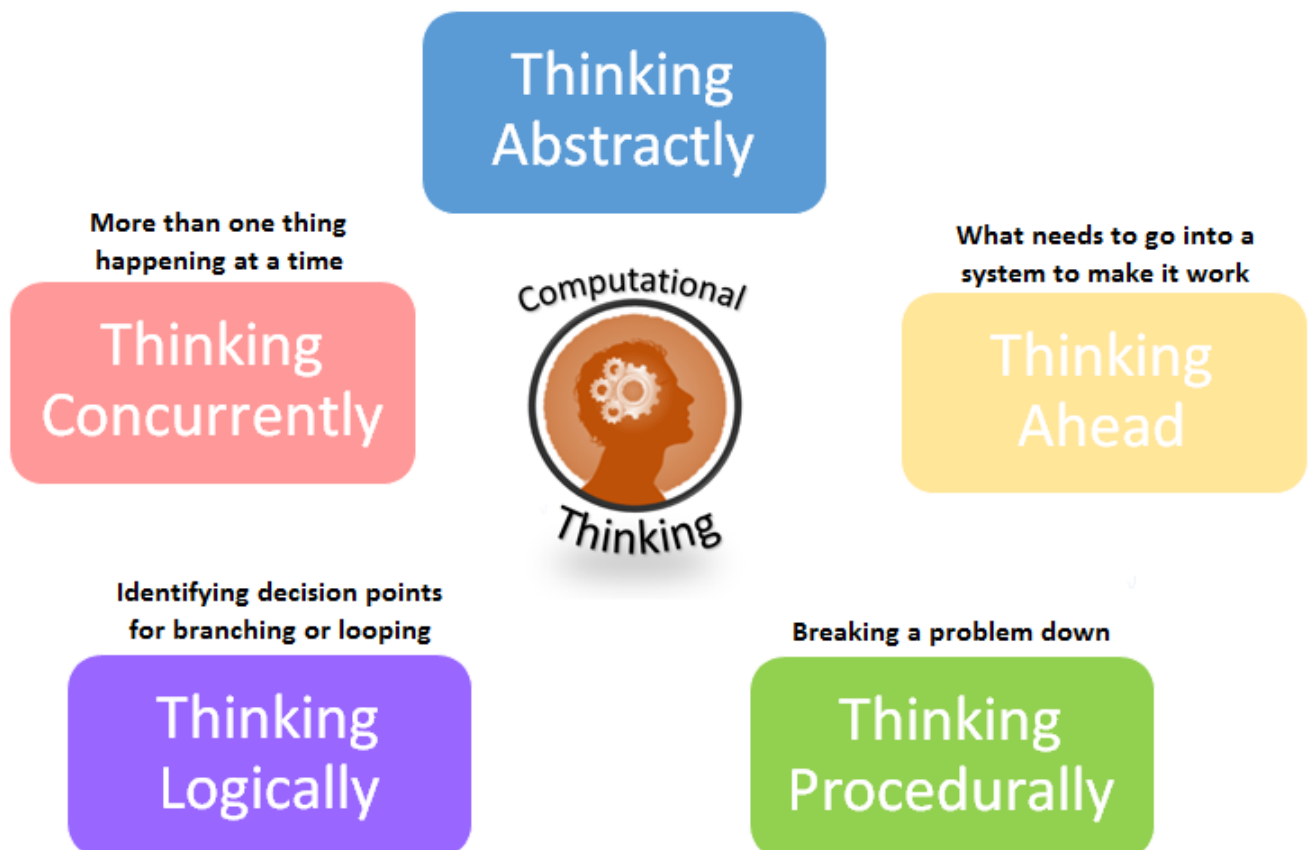 Thinking
Abstractly
More than one thing
happening at a time
Thinking
Concurrently
What needs to go into a
system to make it work
Thinking
Ahead
Computational
Thinking
Identifying decision points
for branching or looping
Thinking
Logically
Breaking a problem down
Thinking
Procedurally